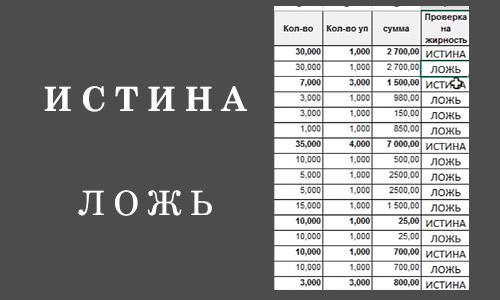 ИСТИНА
ЛОЖЬ
Кол-во Кол-во уп сумма Проверка на жирность
30,000 1,000 2 700,00 ИСТИНА
30,000 1,000 2 700,00 ЛОЖЬ
7,000 3,000 1 500,00 ИСТИНА
3,000 1,000 980,00 ЛОЖЬ
3,000 1,000 150,00 ЛОЖЬ
1,000 1,000 850,00 ЛОЖЬ
35,000 4,000 7 000,00 ИСТИНА
10,000 1,000 500,00 ЛОЖЬ
5,000 1,000 2500,00 ЛОЖЬ
5,000 1,000 2500,00 ЛОЖЬ
15,000 1,000 1 500,00 ЛОЖЬ
10,000 1,000 25,00 ИСТИНА
10,000 1,000 25,00 ЛОЖЬ
10,000 1,000 700,00 ИСТИНА
10,000 1,000 700,00 ЛОЖЬ
3,000 3,000 800,00 ИСТИНА